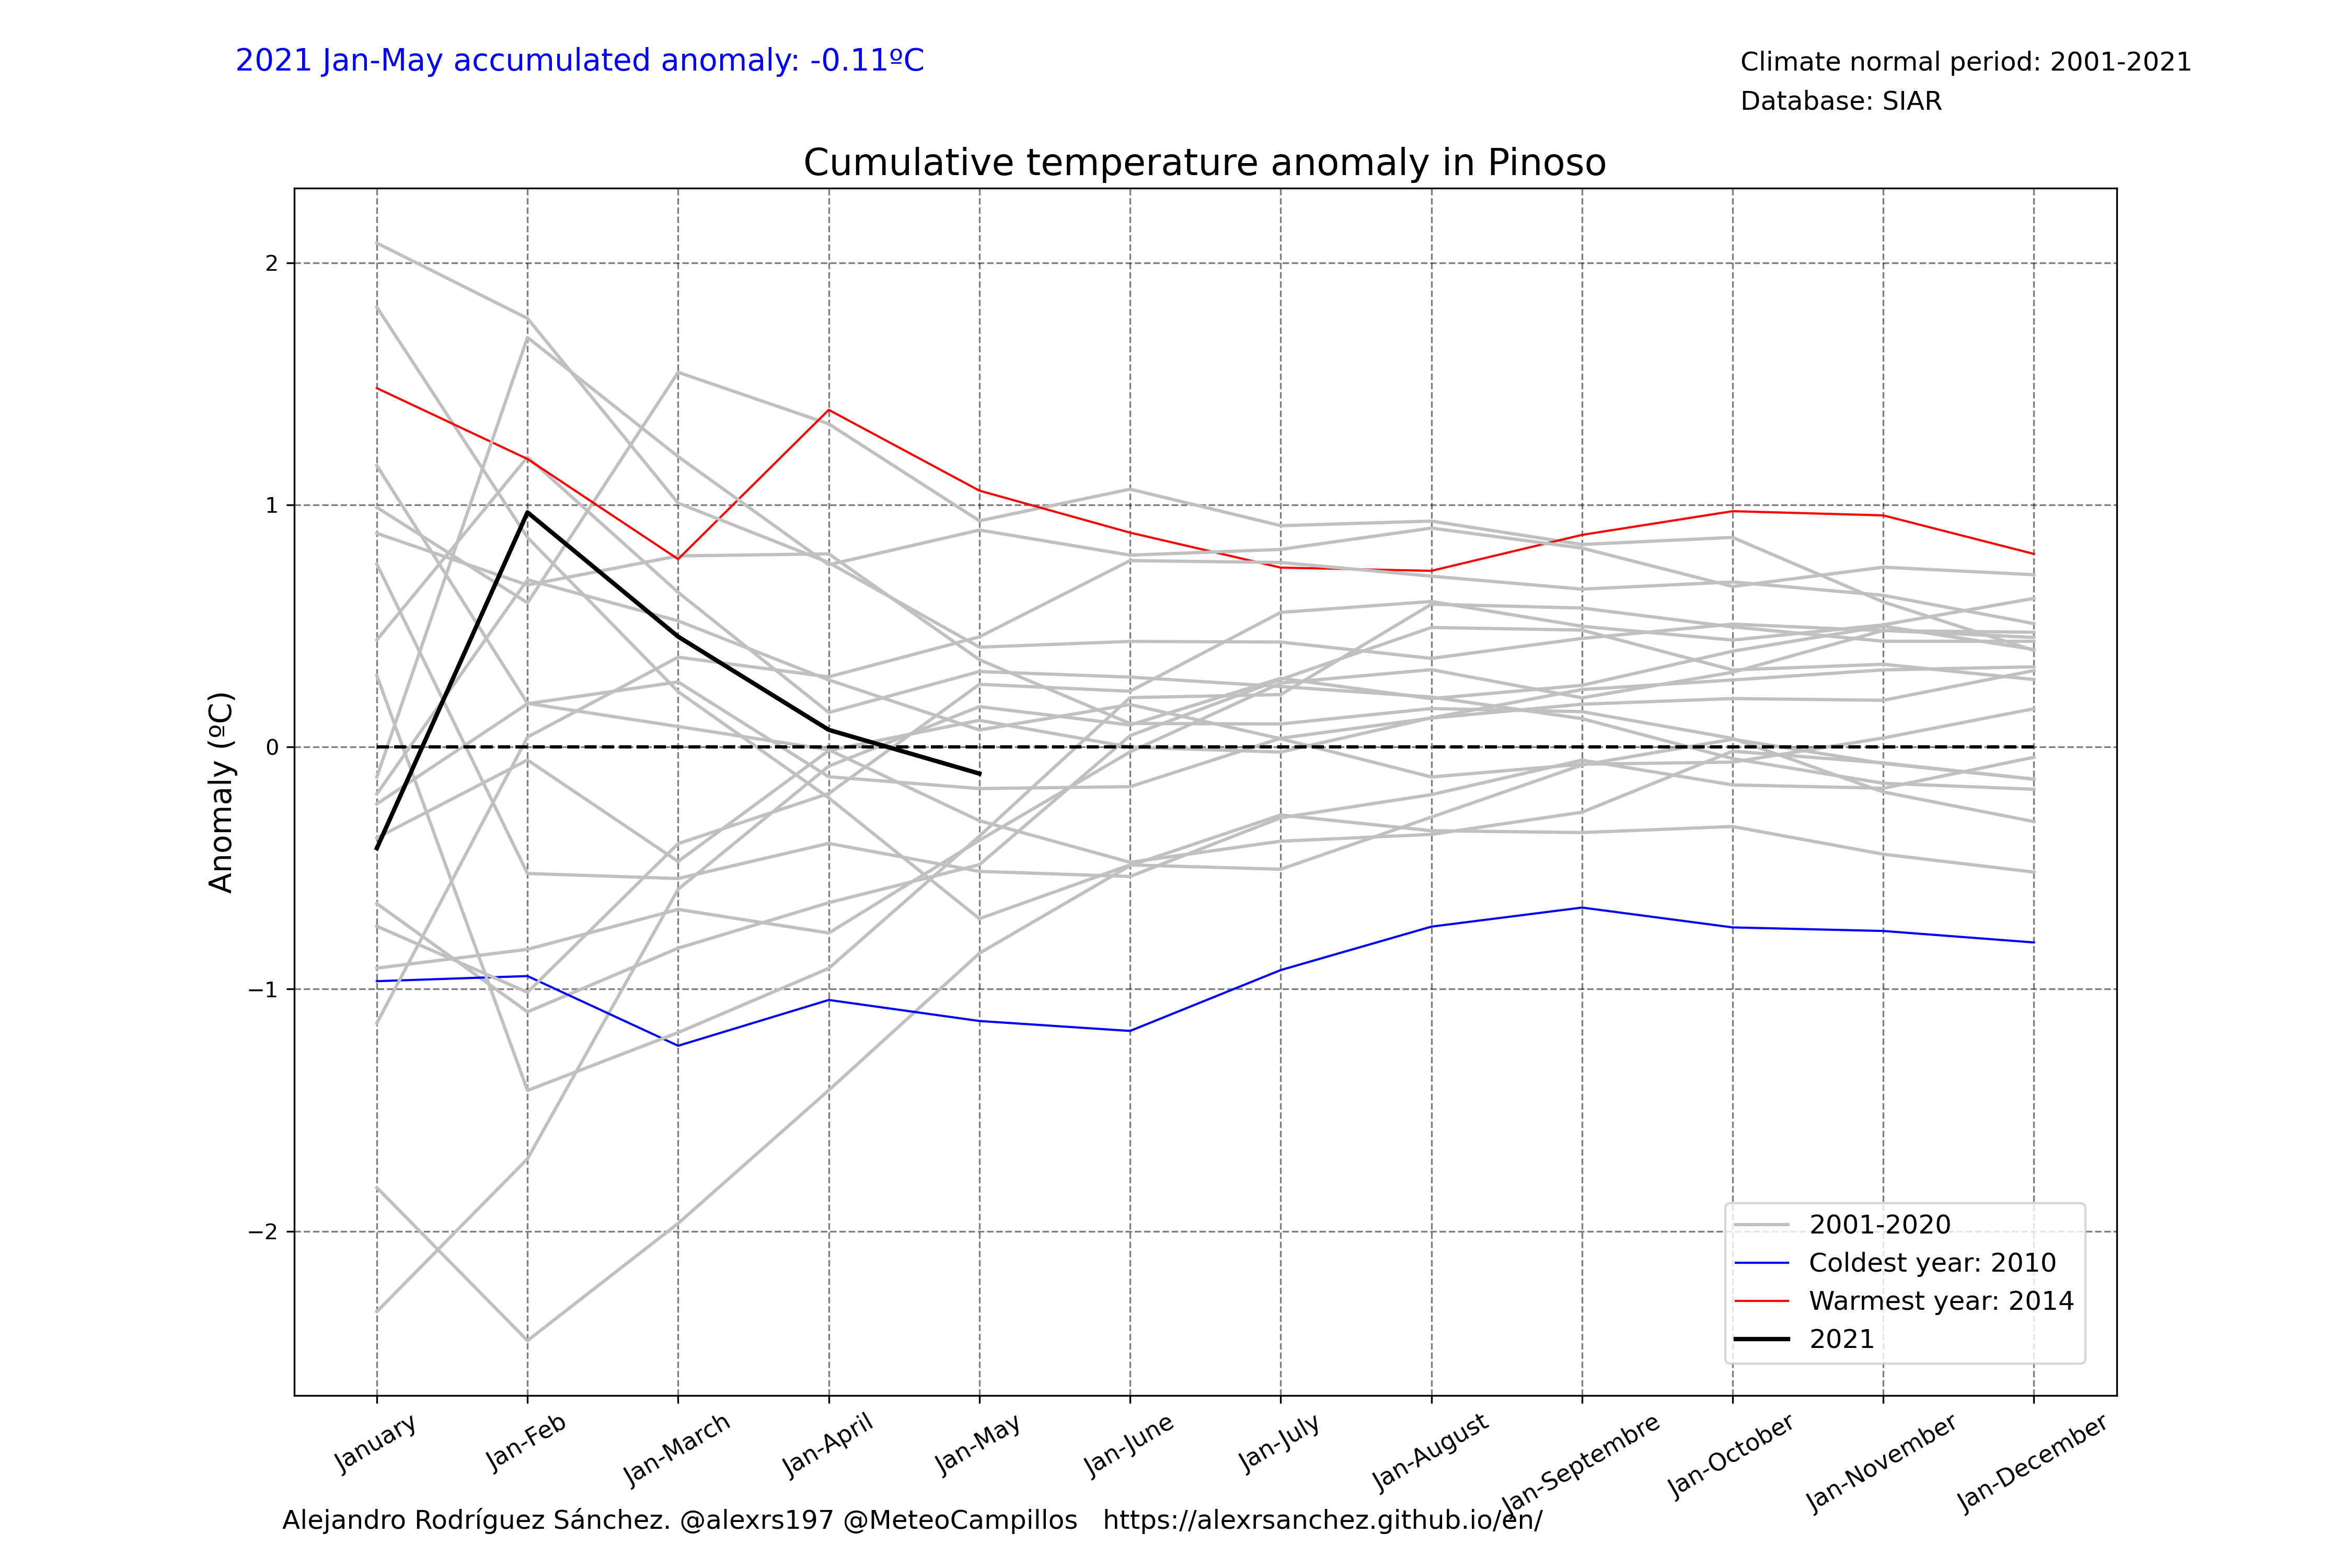 2021 Jan-May accumulated anomaly: -0.11ºC
Climate normal period: 2001-2021
Database: SIAR
Cumulative temperature anomaly in Pinoso
Anomaly (ºC)
2
1
0
−1
−2
2001-2020
Coldest year: 2010
Warmest year: 2014
2021
January
Jan-Feb
Jan-March
Jan-April
Jan-May
Jan-June
Jan-July
Jan-August
Jan-Septembre
Jan-October
Jan-November
Jan-December
Alejandro Rodríguez Sánchez. @alexrs197 @MeteoCampillos https://alexrsanchez.github.io/en/